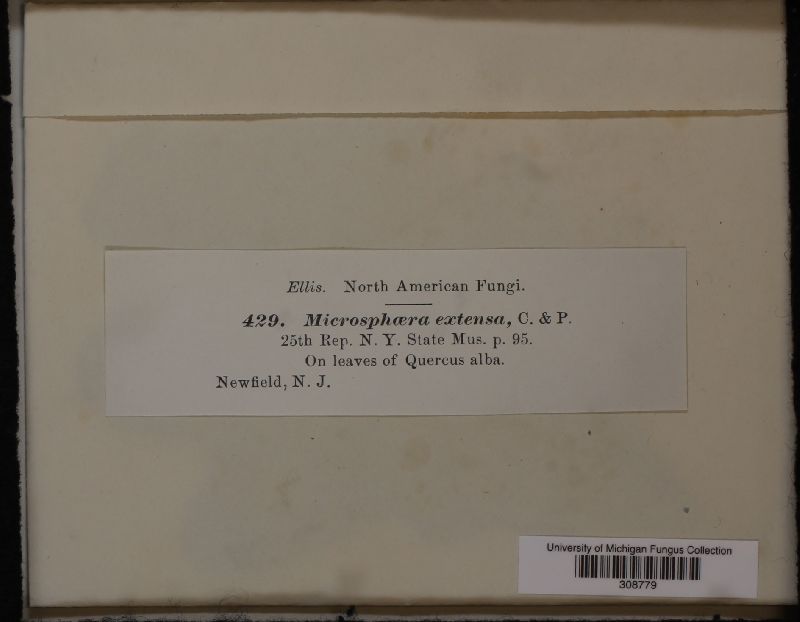 Ellis. North American Fungi.
429. Microsphæra extensa, C. & P.
25th Rep. N. Y. State Mus. p. 95.
On leaves of Quercus alba.
Newfield, N. J.
University of Michigan Fungus Collection
308779